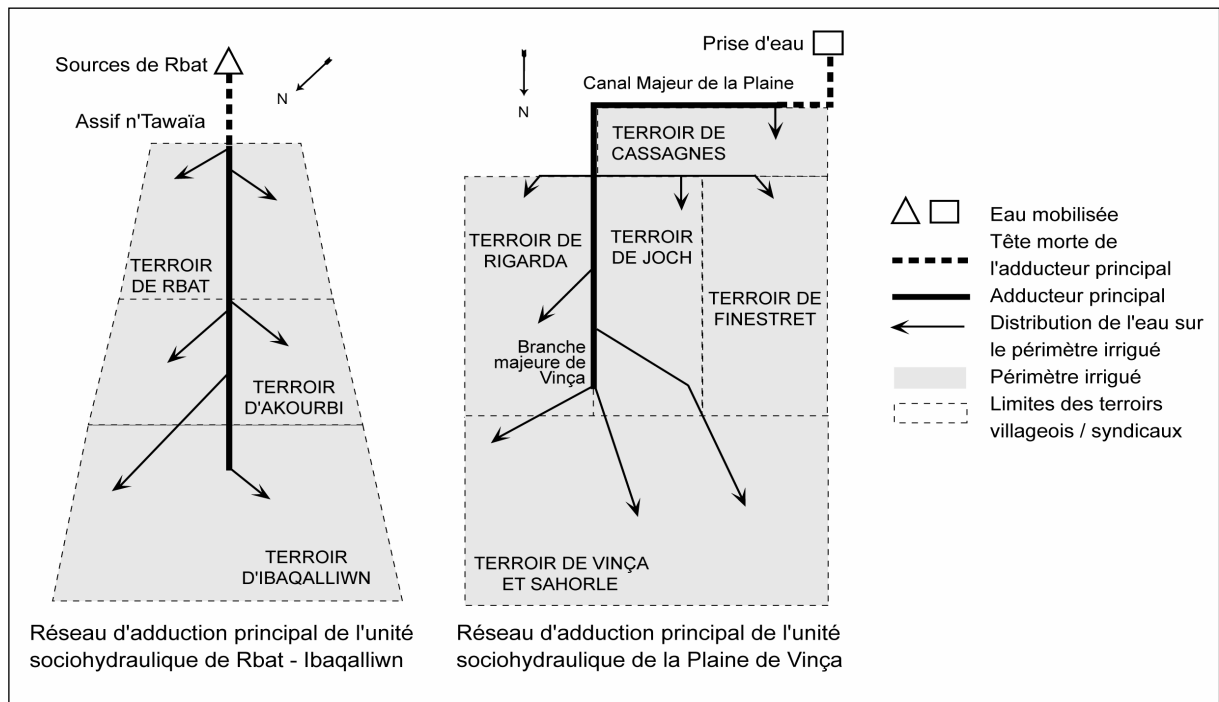 Sources de Rbat
N
Assif n'Tawaïa
TERROIR
DE RBAT
TERROIR
D'AKOURBI
TERROIR
D'IBAQALLIWN
Réseau d'adduction principal de l'unité
sociohydraulique de Rbat - Ibaqalliwn
Prise d'eau
N
Canal Majeur de la Plaine
TERROIR DE
CASSAGNES
TERROIR DE
RIGARDA
TERROIR
DE JOCH
TERROIR DE
FINESTRET
Branche
majeure de
Vinça
TERROIR DE VINÇA
ET SAHORLE
Réseau d'adduction principal de l'unité
sociohydraulique de la Plaine de Vinça
Eau mobilisée
Tête morte de
l'adducteur principal
Adducteur principal
Distribution de l'eau sur
le périmètre irrigué
Périmètre irrigué
Limites des terroirs
villageois / syndicaux